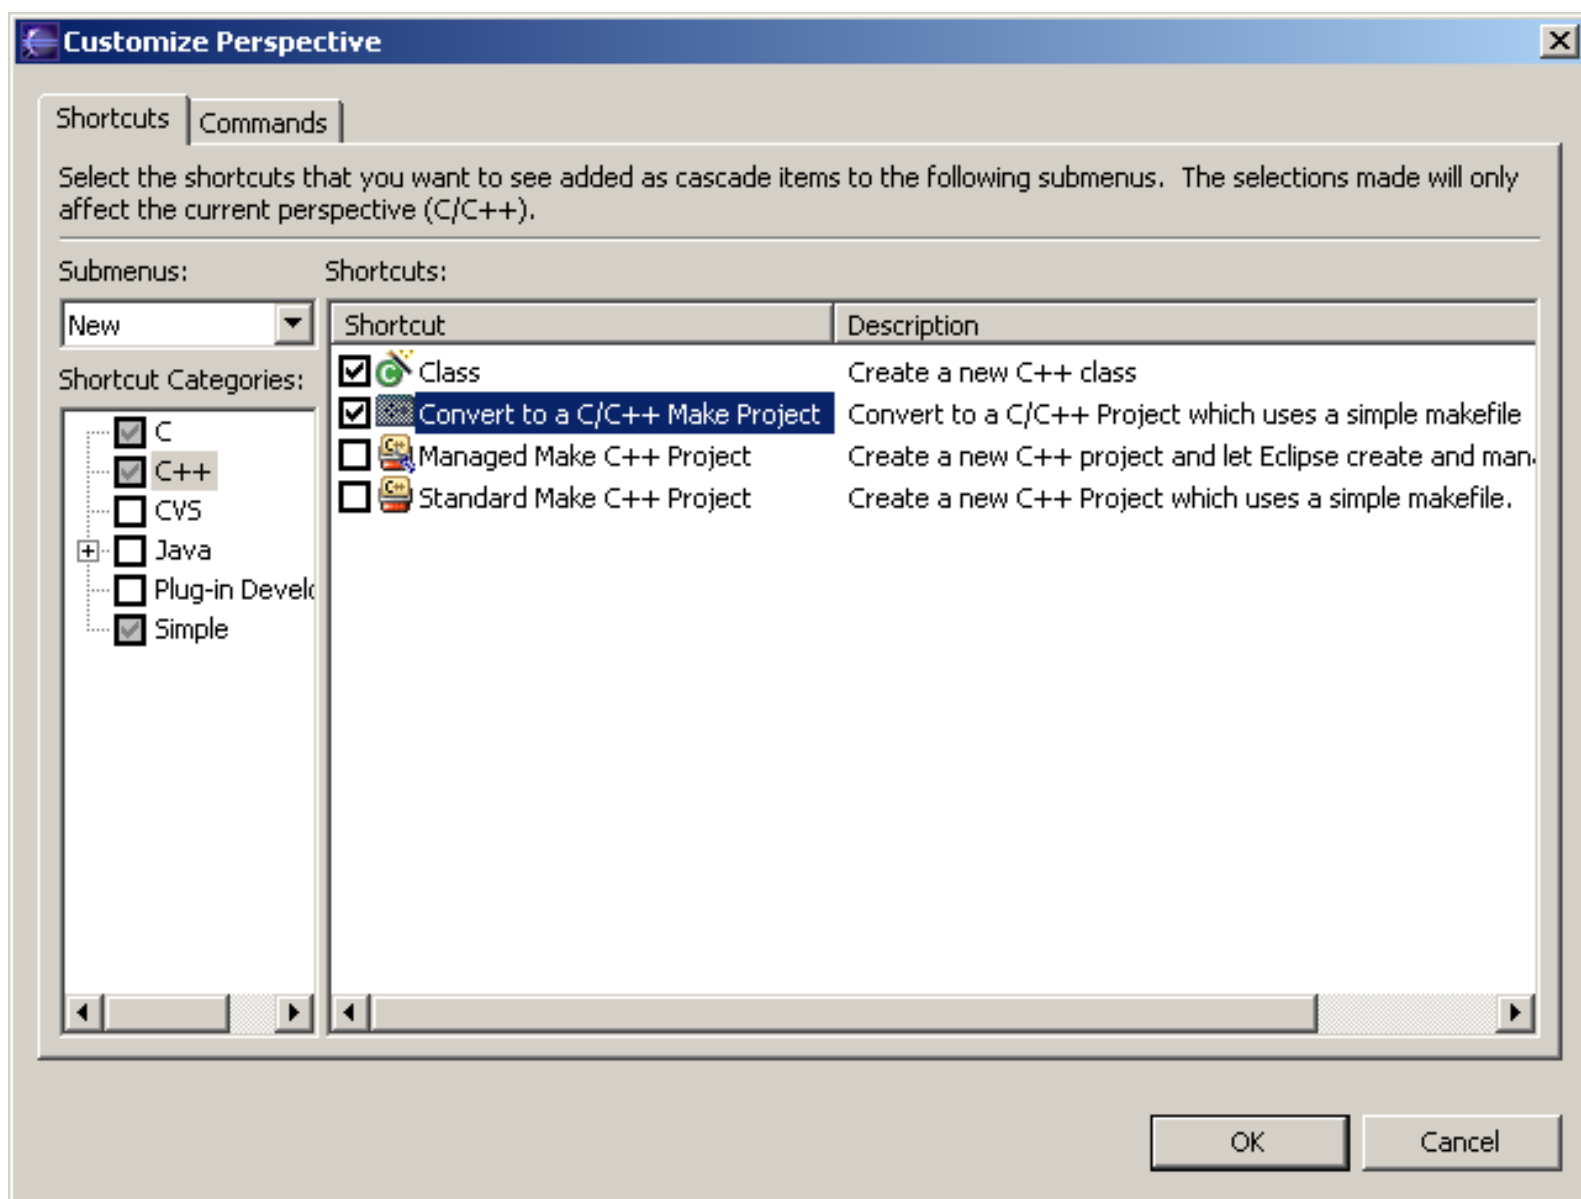 Customize Perspective
Shortcuts
Commands
Select the shortcuts that you want to see added as cascade items to the following submenus.  The selections made will only
affect the current perspective (C/C++).
Submenus:
Shortcuts:
New
Shortcut
Description
Shortcut Categories:
C
C++
CVS
Java
Plug-in Develo
Simple
Class
Create a new C++ class
Convert to a C/C++ Make Project
Convert to a C/C++ Project which uses a simple makefile
Managed Make C++ Project
Create a new C++ project and let Eclipse create and man
Standard Make C++ Project
Create a new C++ Project which uses a simple makefile.
OK
Cancel